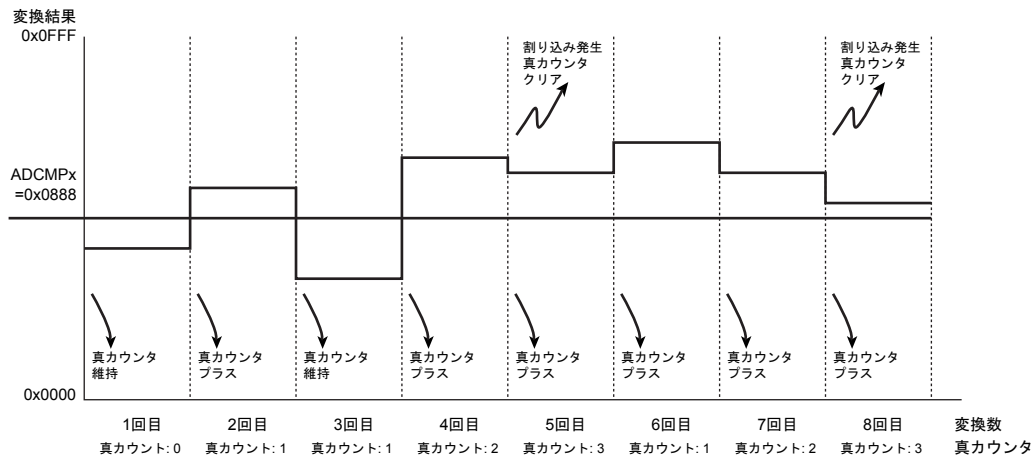 変換結果
0x0FFF
割り込み発生
真カウンタ
クリア
割り込み発生
真カウンタ
クリア
ADCMPx
=0x0888
真カウンタ
維持
真カウンタ
プラス
真カウンタ
維持
真カウンタ
プラス
真カウンタ
プラス
真カウンタ
プラス
真カウンタ
プラス
真カウンタ
プラス
0x0000
1回目 2回目 3回目 4回目 5回目 6回目 7回目 8回目 変換数
真カウント: 0 真カウント: 1 真カウント: 1 真カウント: 2 真カウント: 3 真カウント: 1 真カウント: 2 真カウント: 3 真カウンタ